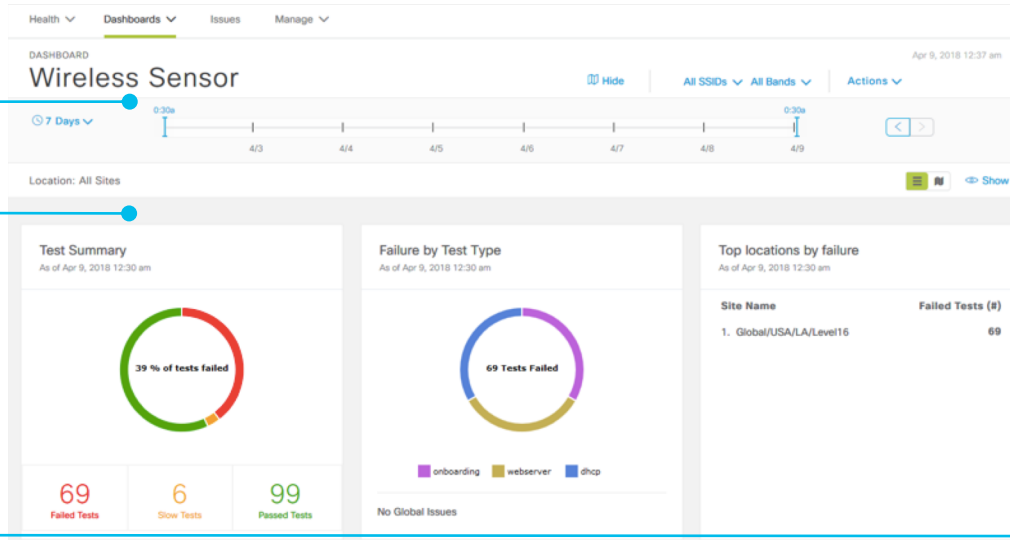 Health Dashboards Issues Manage
DASHBOARD
Apr 9, 2018 12:37 am
Wireless Sensor
Hide All SSIDs All Bands Actions
7 Days
0:30a 0:30a
4/3 4/4 4/5 4/6 4/7 4/8 4/9
Location: All Sites
Show
Test Summary
As of Apr 9, 2018 12:30 am
39 % of tests failed
69 6 99
Failed Tests Slow Tests Passed Tests
Failure by Test Type
As of Apr 9, 2018 12:30 am
69 Tests Failed
onboarding webserver dhcp
No Global Issues
Top locations by failure
As of Apr 9, 2018 12:30 am
Site Name Failed Tests (#)
1. Global/USA/LA/Level16 69